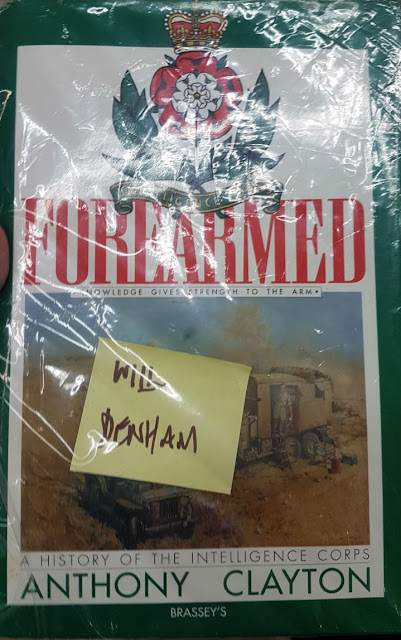 FOREARMED
• KNOWLEDGE GIVES STRENGTH TO THE ARM •
WILL
DENHAM
A HISTORY OF THE INTELLIGENCE CORPS
ANTHONY CLAYTON
BRASSEY'S